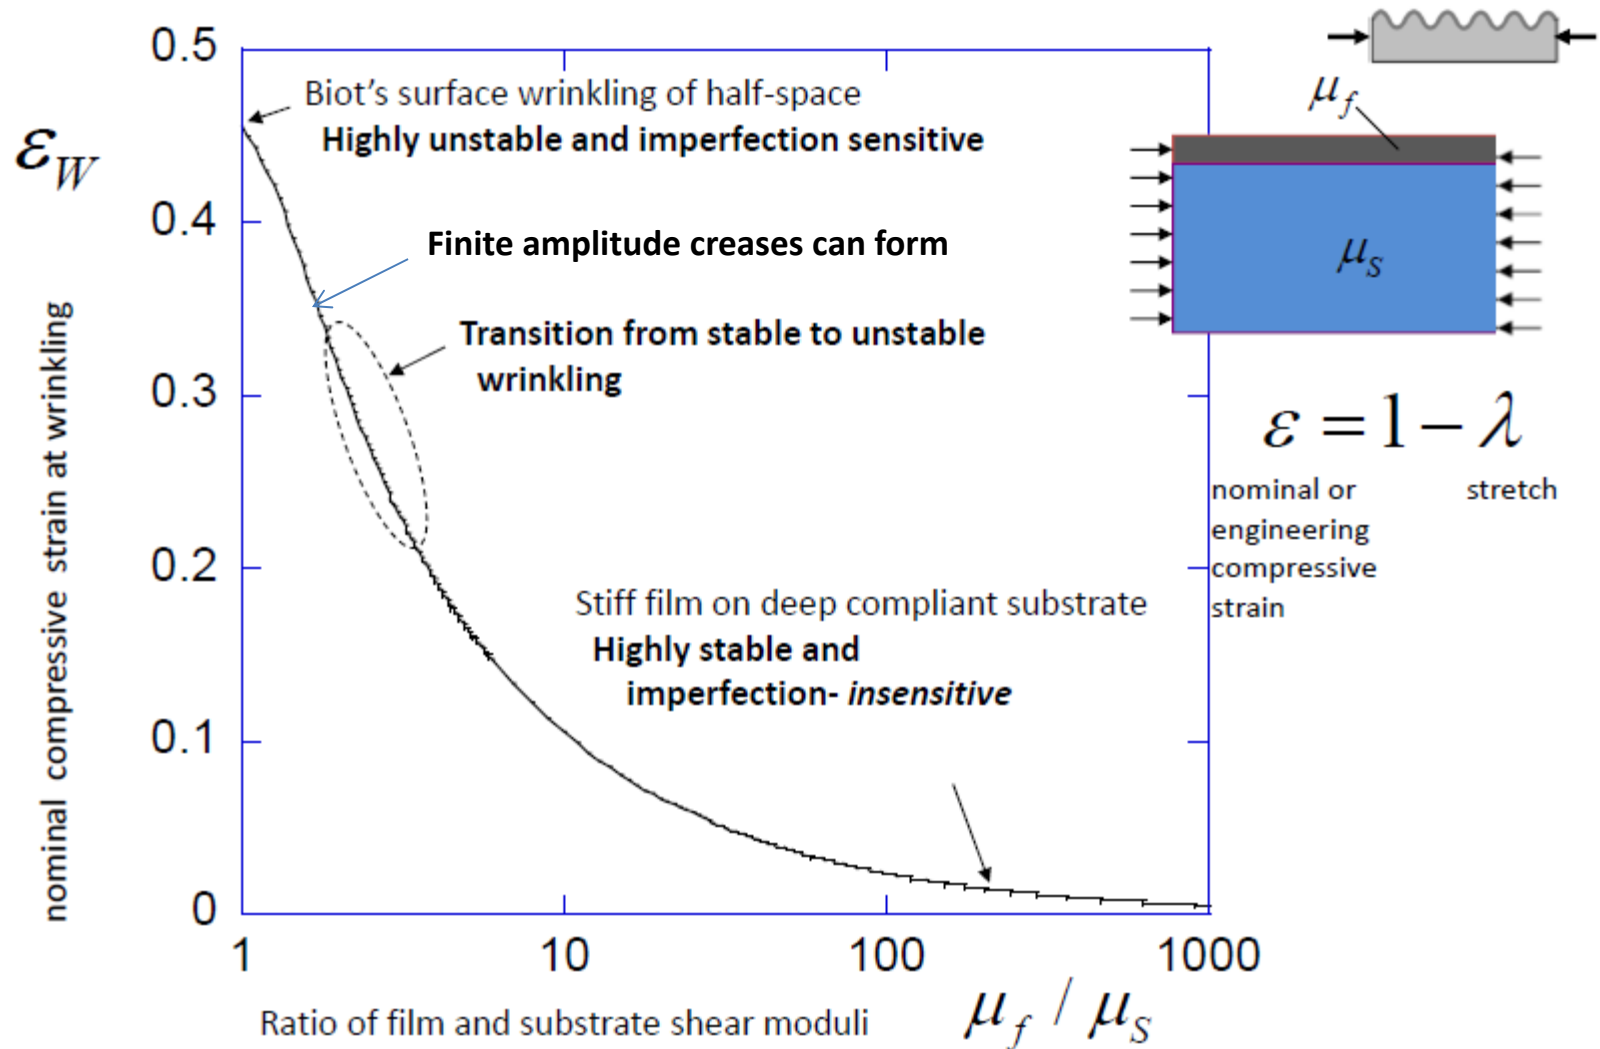 0.5
Biot's surface wrinkling of half-space
Highly unstable and imperfection sensitive
ε_W
0.4
Finite amplitude creases can form
Transition from stable to unstable
wrinkling
0.3
nominal compressive strain at wrinkling
0.2
Stiff film on deep compliant substrate
Highly stable and
imperfection- insensitive
0.1
0
1
10
100
1000
Ratio of film and substrate shear moduli
μ_f / μ_S
μ_f
μ_S
ε = 1 − λ
nominal or
engineering
compressive
strain
stretch